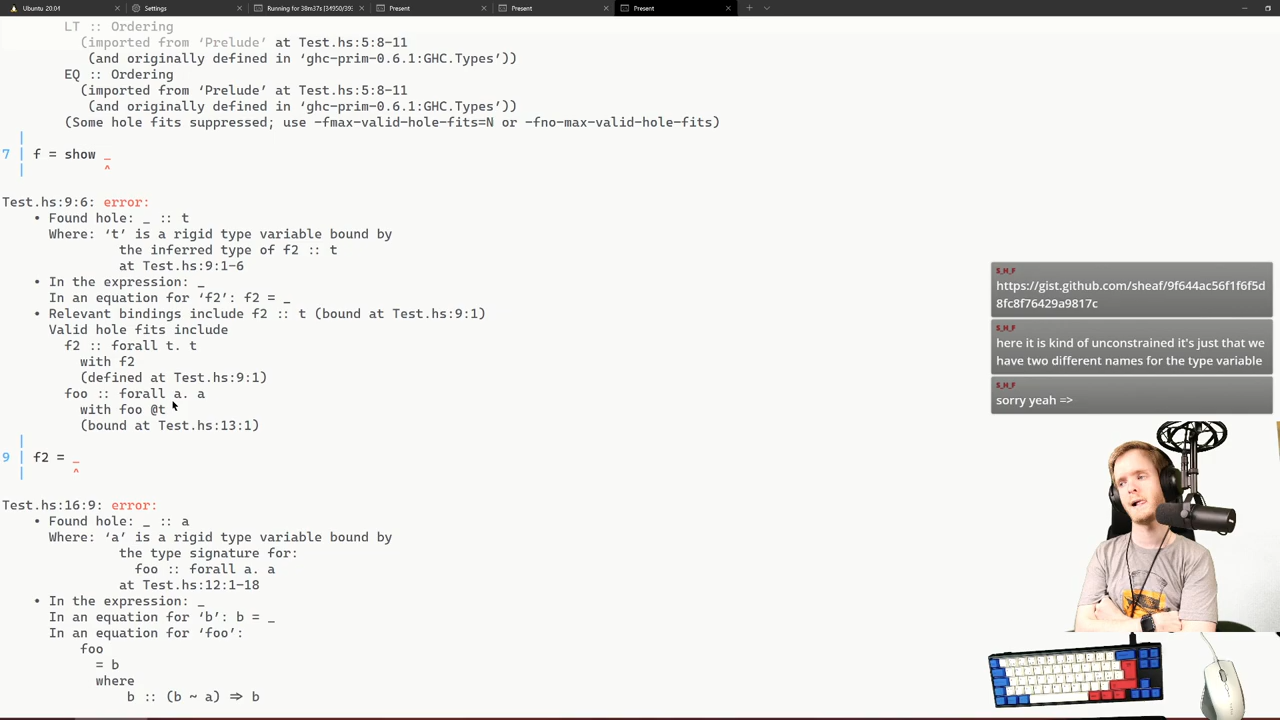 Ubuntu 20.04
Settings
Running for 38m37s [34950/39
Present
Present
Present
LT :: Ordering
(imported from ‘Prelude’ at Test.hs:5:8-11
(and originally defined in ‘ghc-prim-0.6.1:GHC.Types’))
EQ :: Ordering
(imported from ‘Prelude’ at Test.hs:5:8-11
(and originally defined in ‘ghc-prim-0.6.1:GHC.Types’))
(Some hole fits suppressed; use -fmax-valid-hole-fits=N or -fno-max-valid-hole-fits)
|
7 | f = show _
| ^
Test.hs:9:6: error:
• Found hole: _ :: t
Where: ‘t’ is a rigid type variable bound by
the inferred type of f2 :: t
at Test.hs:9:1-6
• In the expression: _
In an equation for ‘f2’: f2 = _
• Relevant bindings include f2 :: t (bound at Test.hs:9:1)
Valid hole fits include
f2 :: forall t. t
with f2
(defined at Test.hs:9:1)
foo :: forall a. a
with foo @t
(bound at Test.hs:13:1)
|
9 | f2 = _
| ^
Test.hs:16:9: error:
• Found hole: _ :: a
Where: ‘a’ is a rigid type variable bound by
the type signature for:
foo :: forall a. a
at Test.hs:12:1-18
• In the expression: _
In an equation for ‘b’: b = _
In an equation for ‘foo’:
foo
= b
where
b :: (b ~ a) => b
S_H_F
https://gist.github.com/sheaf/9f644ac56f1f6f5d
8fc8f76429a9817c
S_H_F
here it is kind of unconstrained it's just that we
have two different names for the type variable
S_H_F
sorry yeah =>